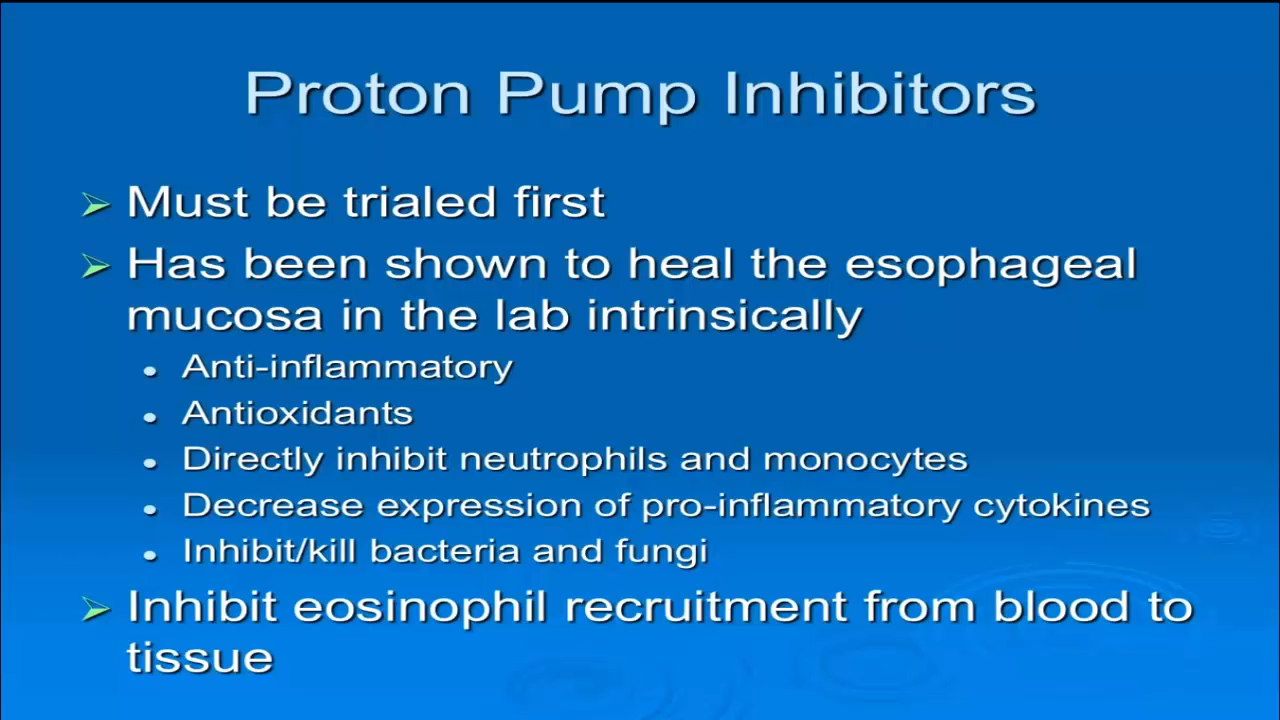 Proton Pump Inhibitors
Must be trialed first
Has been shown to heal the esophageal
mucosa in the lab intrinsically
Anti-inflammatory
Antioxidants
Directly inhibit neutrophils and monocytes
Decrease expression of pro-inflammatory cytokines
Inhibit/kill bacteria and fungi
Inhibit eosinophil recruitment from blood to
tissue